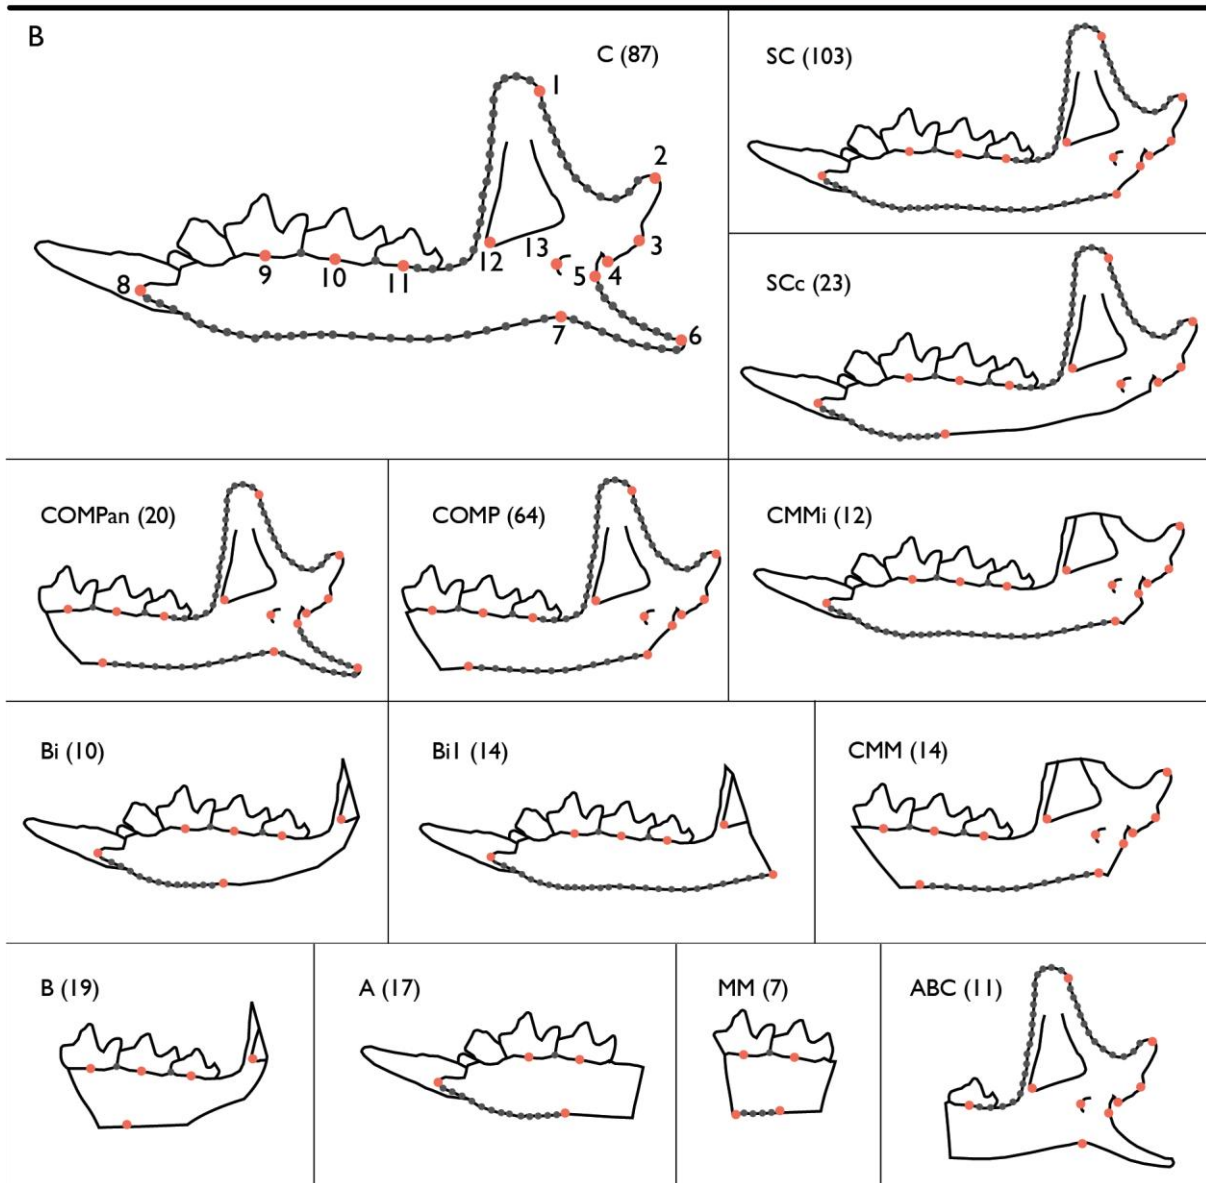 B
C (87)
1
2
3
4
5
6
7
8
9
10
11
12
13
SC (103)
SCc (23)
COMPan (20)
COMP (64)
CMMi (12)
Bi (10)
Bi1 (14)
CMM (14)
B (19)
A (17)
MM (7)
ABC (11)